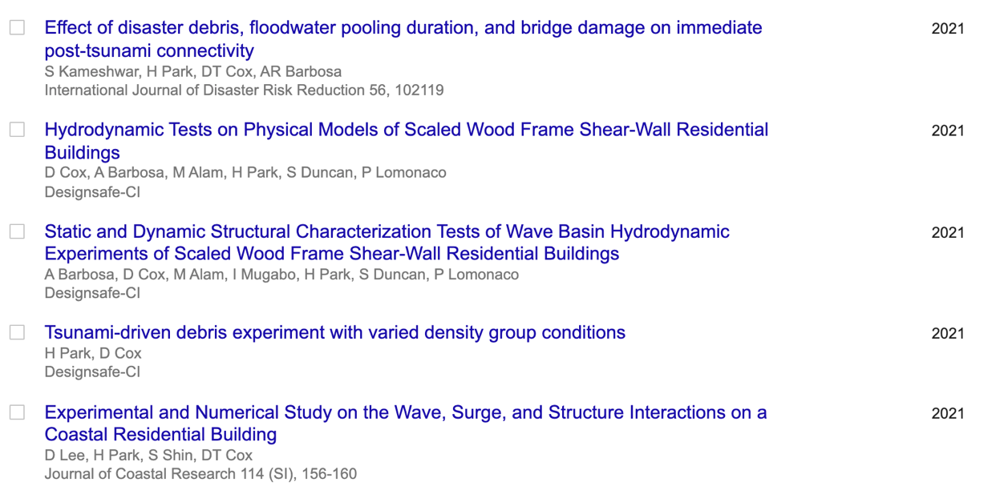 Effect of disaster debris, floodwater pooling duration, and bridge damage on immediate 2021
post-tsunami connectivity
S Kameshwar, H Park, DT Cox, AR Barbosa
International Journal of Disaster Risk Reduction 56, 102119
Hydrodynamic Tests on Physical Models of Scaled Wood Frame Shear-Wall Residential 2021
Buildings
D Cox, A Barbosa, M Alam, H Park, S Duncan, P Lomonaco
Designsafe-CI
Static and Dynamic Structural Characterization Tests of Wave Basin Hydrodynamic 2021
Experiments of Scaled Wood Frame Shear-Wall Residential Buildings
A Barbosa, D Cox, M Alam, I Mugabo, H Park, S Duncan, P Lomonaco
Designsafe-CI
Tsunami-driven debris experiment with varied density group conditions 2021
H Park, D Cox
Designsafe-CI
Experimental and Numerical Study on the Wave, Surge, and Structure Interactions on a 2021
Coastal Residential Building
D Lee, H Park, S Shin, DT Cox
Journal of Coastal Research 114 (SI), 156-160